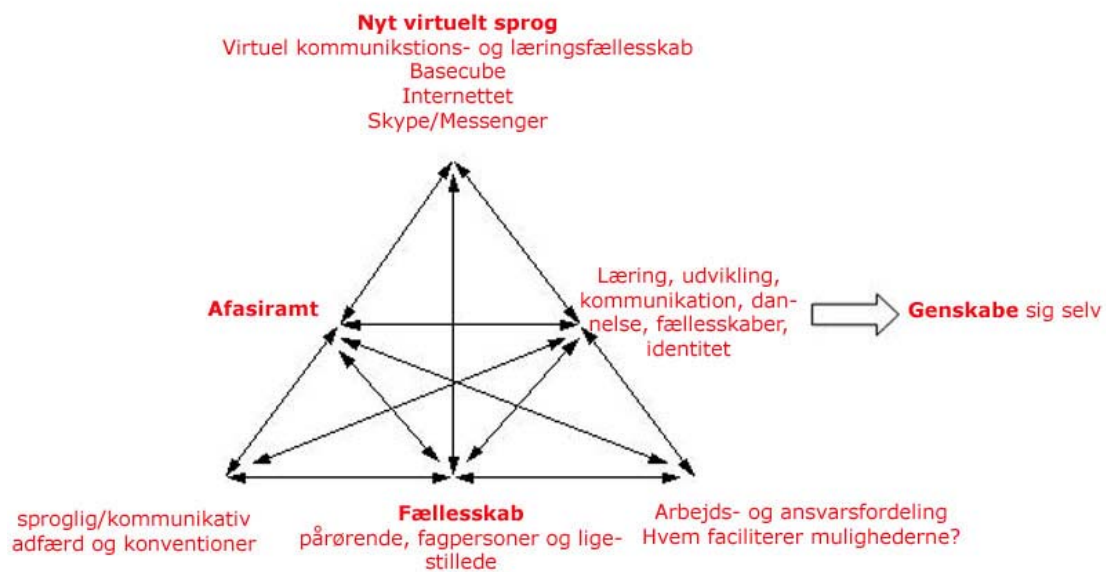 Nyt virtuelt sprog
Virtuel kommunikstions- og læringsfællesskab
Basecube
Internettet
Skype/Messenger
Afasiramt
Læring, udvikling,
kommunikation, dan-
nelse, fællesskaber,
identitet
Genskabe sig selv
sproglig/kommunikativ
adfærd og konventioner
Fællesskab
pårørende, fagpersoner og lige-
stillede
Arbejds- og ansvarsfordeling
Hvem faciliterer mulighederne?